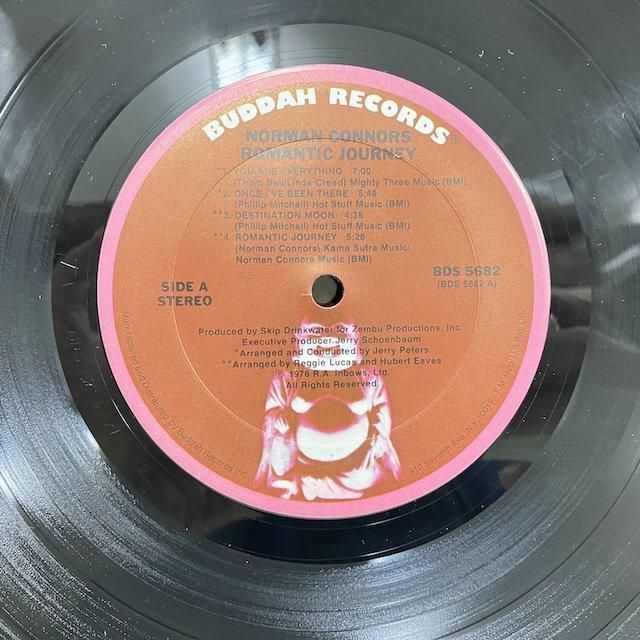 BUDDAH RECORDS®
NORMAN CONNORS
ROMANTIC JOURNEY
*1. YOU ARE EVERYTHING 7:00
(Thom Bell/Linda Creed) Mighty Three Music (BMI)
*2. ONCE I'VE BEEN THERE 5:49
(Phillip Mitchell) Hot Stuff Music (BMI)
**3. DESTINATION MOON 4:38
(Phillip Mitchell) Hot Stuff Music (BMI)
**4. ROMANTIC JOURNEY 5:26
(Norman Connors) Kama Sutra Music/
Norman Connors Music (BMI)
SIDE A
STEREO
BDS 5682
(BDS 5682 A)
Produced by Skip Drinkwater for Zembu Productions, Inc.
Executive Producer Jerry Schoenbaum
*Arranged and Conducted by Jerry Peters
**Arranged by Reggie Lucas and Hubert Eaves
℗ 1976 R.A. Inbows, Ltd.
All Rights Reserved.
Manufactured and Distributed by Buddah Records Inc.
810 Seventh Ave. N.Y. 10019